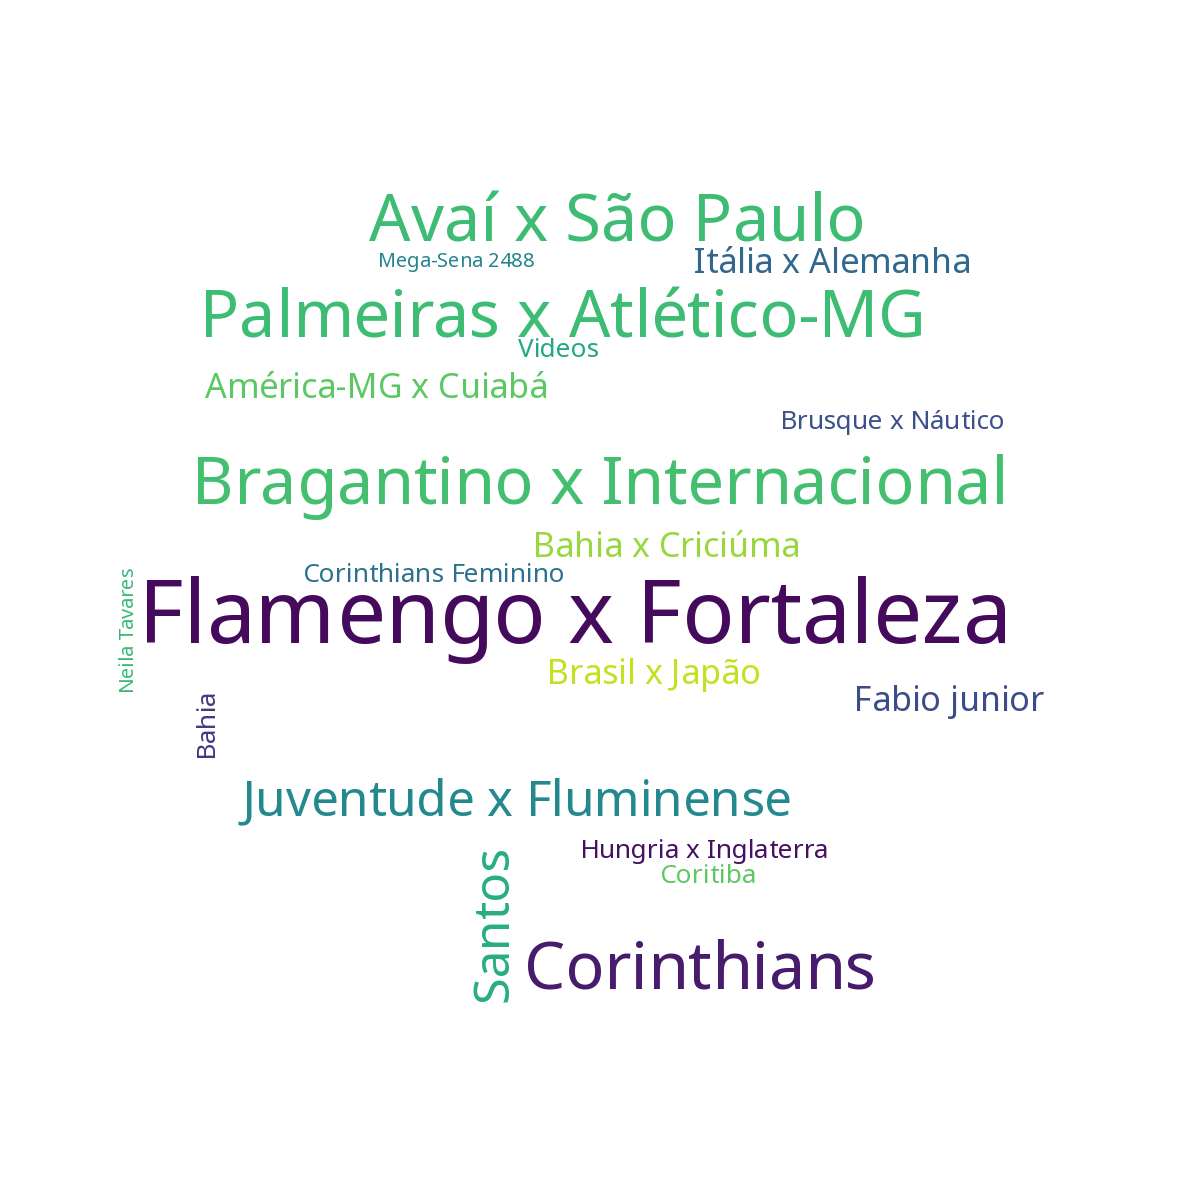 Avaí x São Paulo
Mega-Sena 2488
Itália x Alemanha
Palmeiras x Atlético-MG
Videos
América-MG x Cuiabá
Brusque x Náutico
Bragantino x Internacional
Bahia x Criciúma
Corinthians Feminino
Neila Tavares
Flamengo x Fortaleza
Brasil x Japão
Fabio junior
Bahia
Juventude x Fluminense
Hungria x Inglaterra
Coritiba
Santos
Corinthians